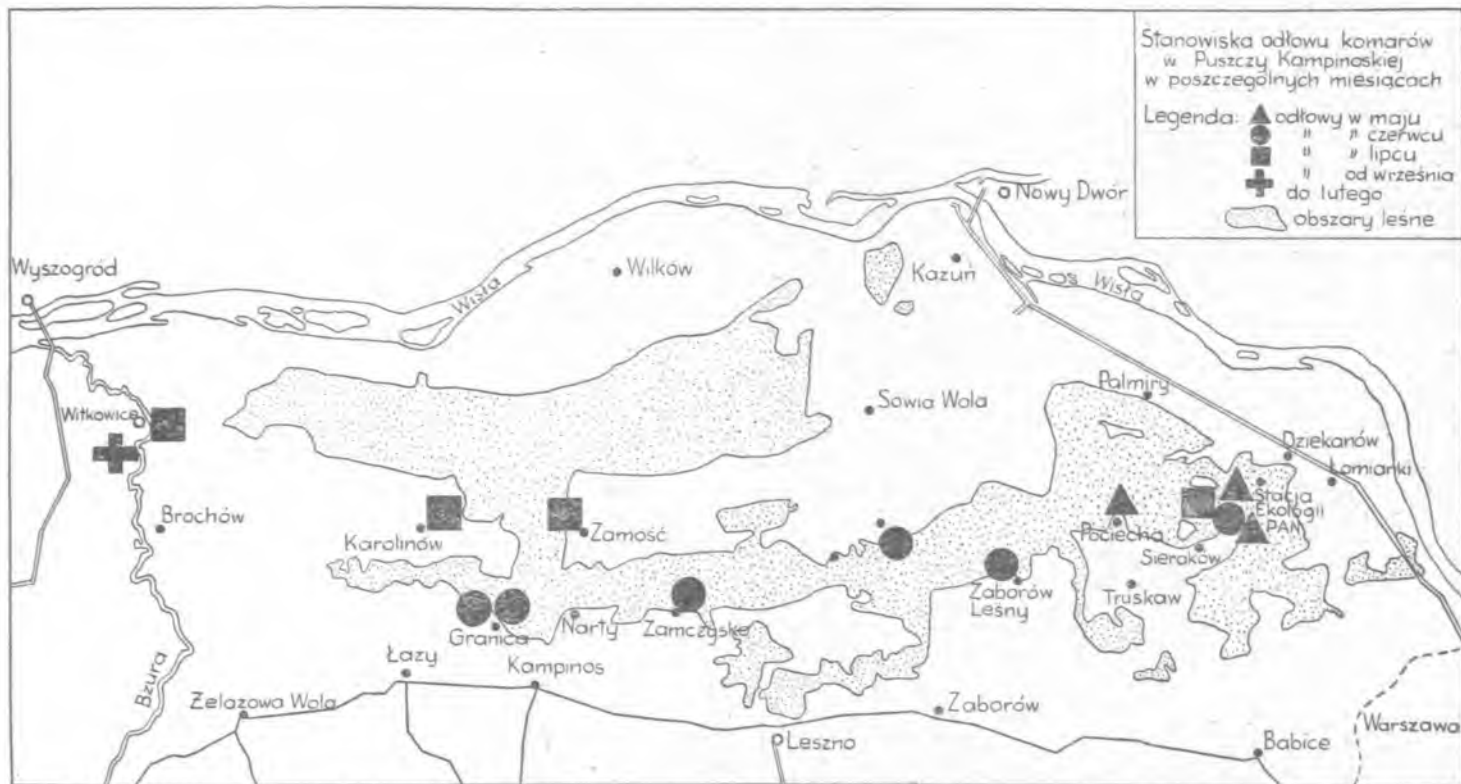 Stanowiska odłowu komarów
w Puszczy Kampinoskiej
w poszczególnych miesiącach
Legenda: odłowy w maju
" " czerwcu
" " lipcu
" od września
do lutego
obszary leśne
Nowy Dwór
Wyszogród
Wilków
Kazuń
Wisła
Wisła
Palmiry
Witkowice
Sowia Wola
Dziekanów
Łomianki
Stacja
Ekologii
PAN
Brochów
Karolinów
Zamość
Pociecha
Sieraków
Zaborów
Leśny
Truskaw
Granica
Narty
Zamczysko
Łazy
Kampinos
Bzura
Żelazowa Wola
Zaborów
Leszno
Warszawa
Babice